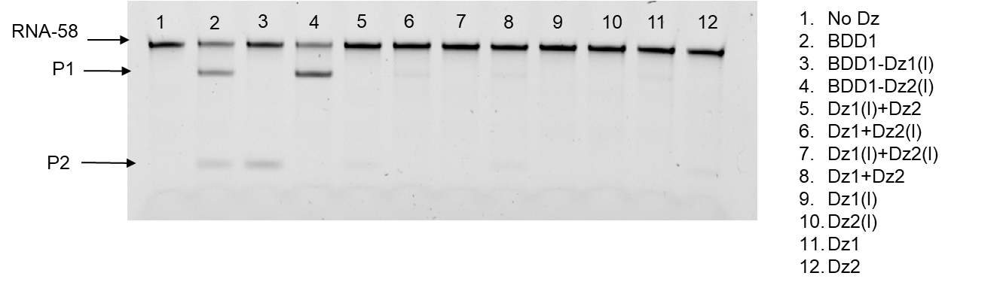 RNA-58
P1
P2
1 2 3 4 5 6 7 8 9 10 11 12
1. No Dz
2. BDD1
3. BDD1-Dz1(I)
4. BDD1-Dz2(I)
5. Dz1(I)+Dz2
6. Dz1+Dz2(I)
7. Dz1(I)+Dz2(I)
8. Dz1+Dz2
9. Dz1(I)
10. Dz2(I)
11. Dz1
12. Dz2